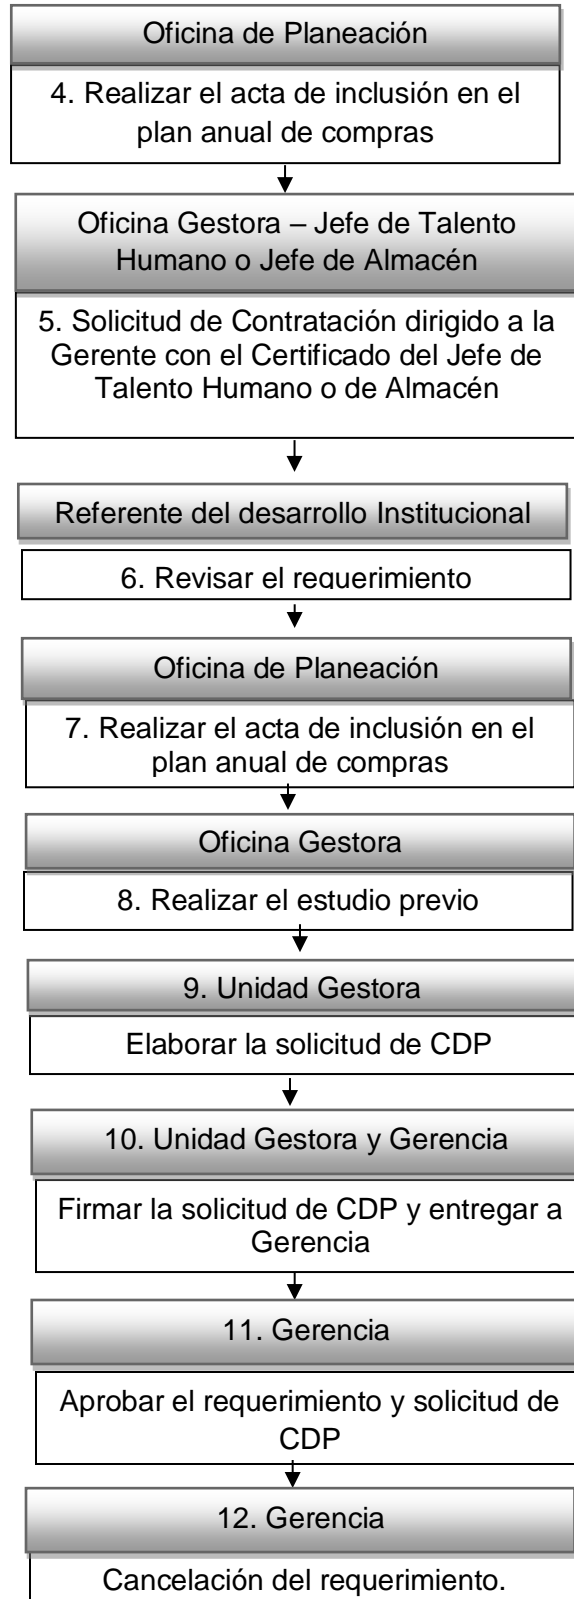 Oficina de Planeación
4. Realizar el acta de inclusión en el
plan anual de compras
Oficina Gestora – Jefe de Talento
Humano o Jefe de Almacén
5. Solicitud de Contratación dirigido a la
Gerente con el Certificado del Jefe de
Talento Humano o de Almacén
Referente del desarrollo Institucional
6. Revisar el requerimiento
Oficina de Planeación
7. Realizar el acta de inclusión en el
plan anual de compras
Oficina Gestora
8. Realizar el estudio previo
9. Unidad Gestora
Elaborar la solicitud de CDP
10. Unidad Gestora y Gerencia
Firmar la solicitud de CDP y entregar a
Gerencia
11. Gerencia
Aprobar el requerimiento y solicitud de
CDP
12. Gerencia
Cancelación del requerimiento.